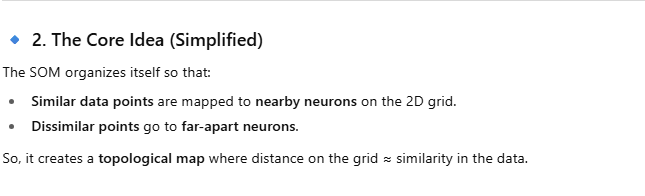 2. The Core Idea (Simplified)
The SOM organizes itself so that:
• Similar data points are mapped to nearby neurons on the 2D grid.
• Dissimilar points go to far-apart neurons.
So, it creates a topological map where distance on the grid ≈ similarity in the data.